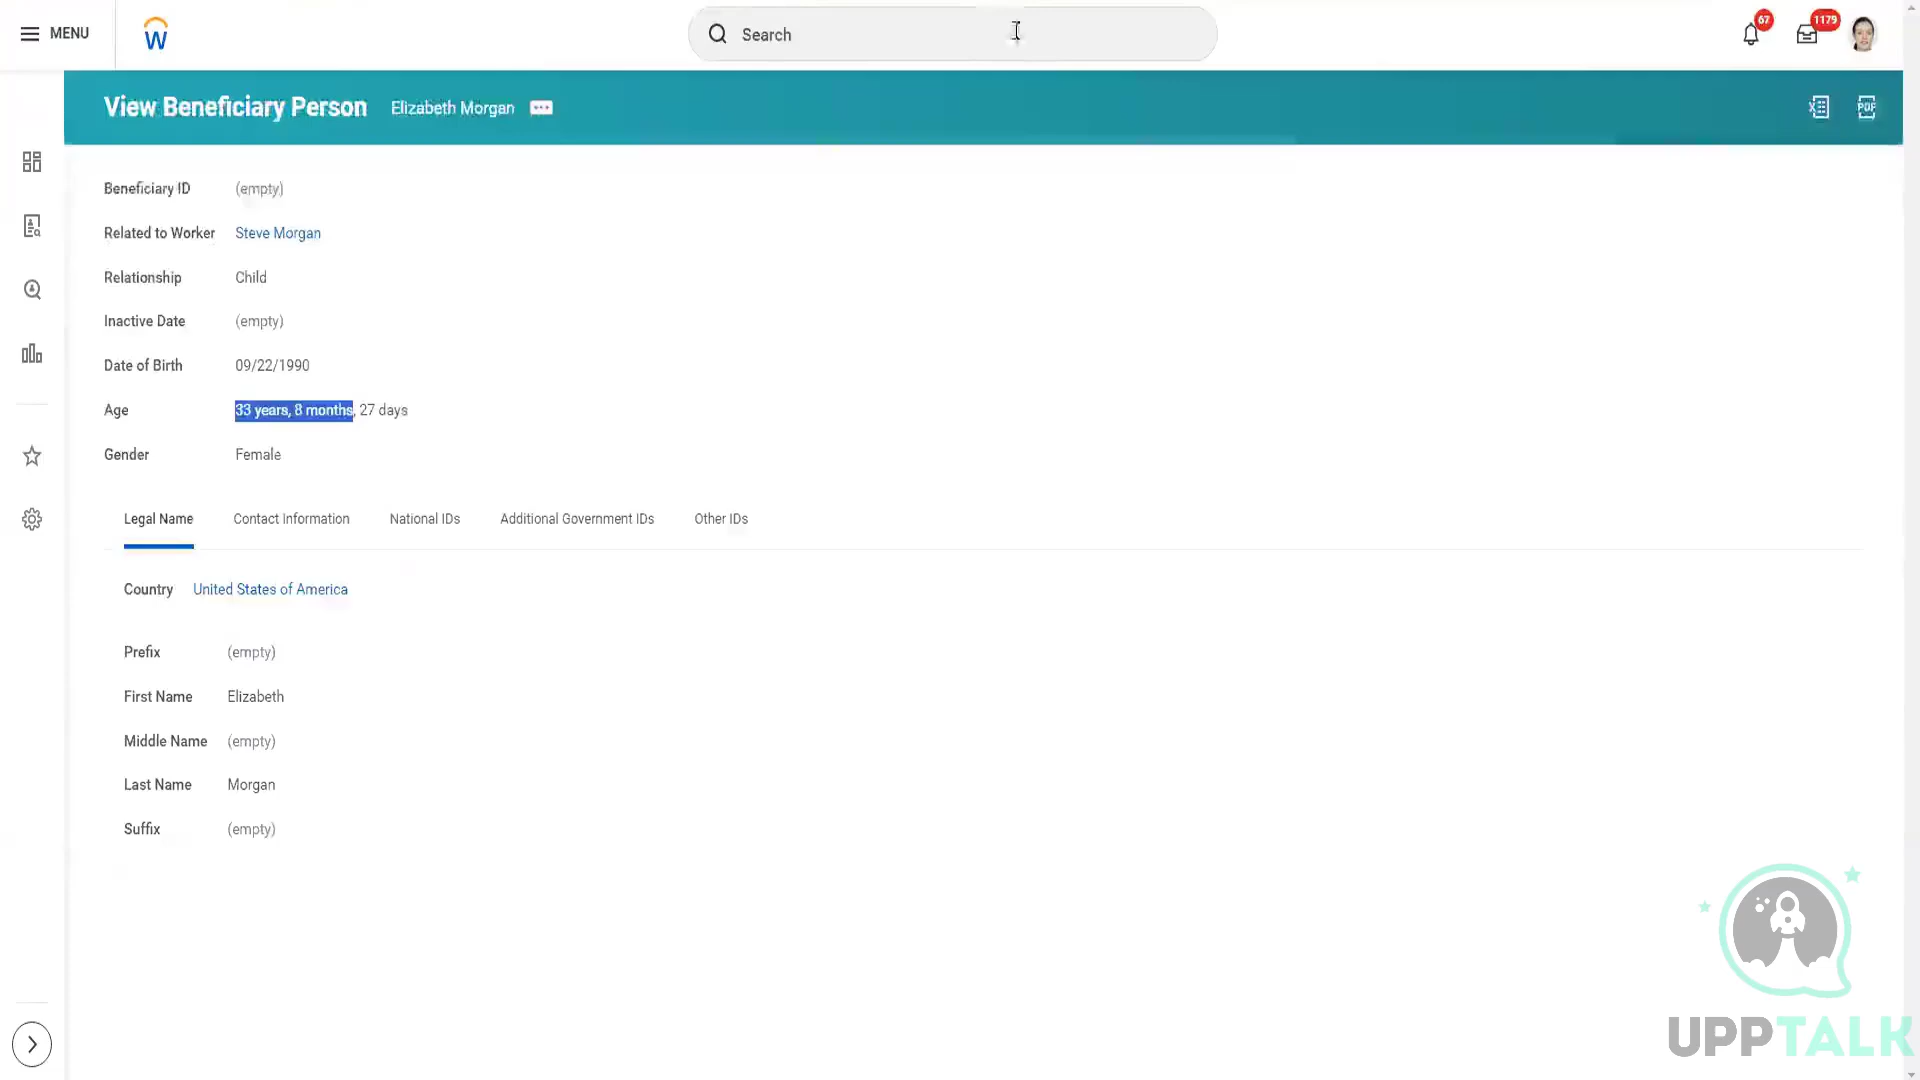 MENU
W
Search
67
1179
View Beneficiary Person Elizabeth Morgan
PDF
Beneficiary ID (empty)
Related to Worker Steve Morgan
Relationship Child
Inactive Date (empty)
Date of Birth 09/22/1990
Age 33 years, 8 months, 27 days
Gender Female
Legal Name Contact Information National IDs Additional Government IDs Other IDs
Country United States of America
Prefix (empty)
First Name Elizabeth
Middle Name (empty)
Last Name Morgan
Suffix (empty)
UPPTALK